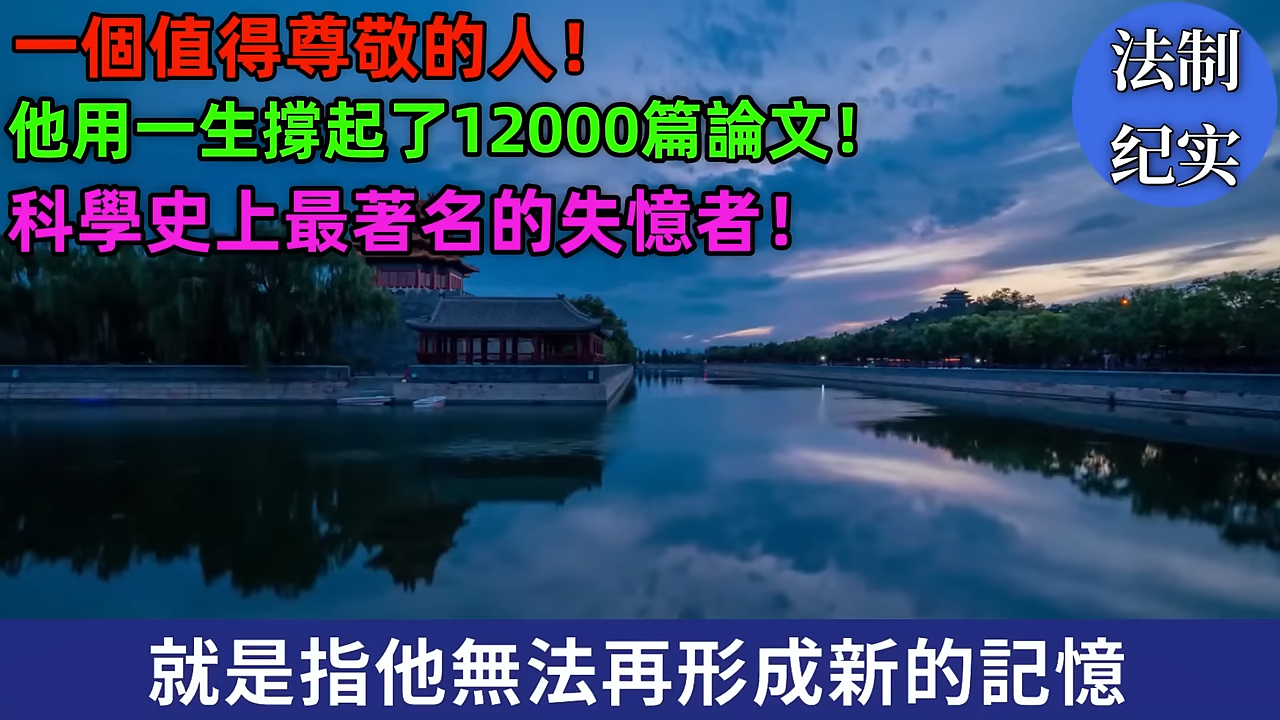 一個值得尊敬的人！
他用一生撐起了12000篇論文！
科學史上最著名的失憶者！
法制
纪实
就是指他無法再形成新的記憶